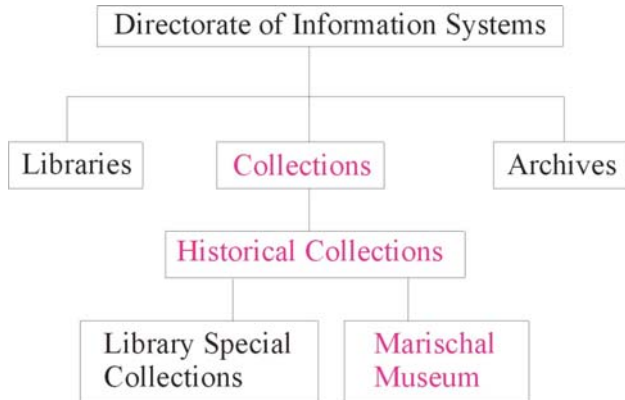 Directorate of Information Systems
Libraries
Collections
Archives
Historical Collections
Library Special
Collections
Marischal
Museum